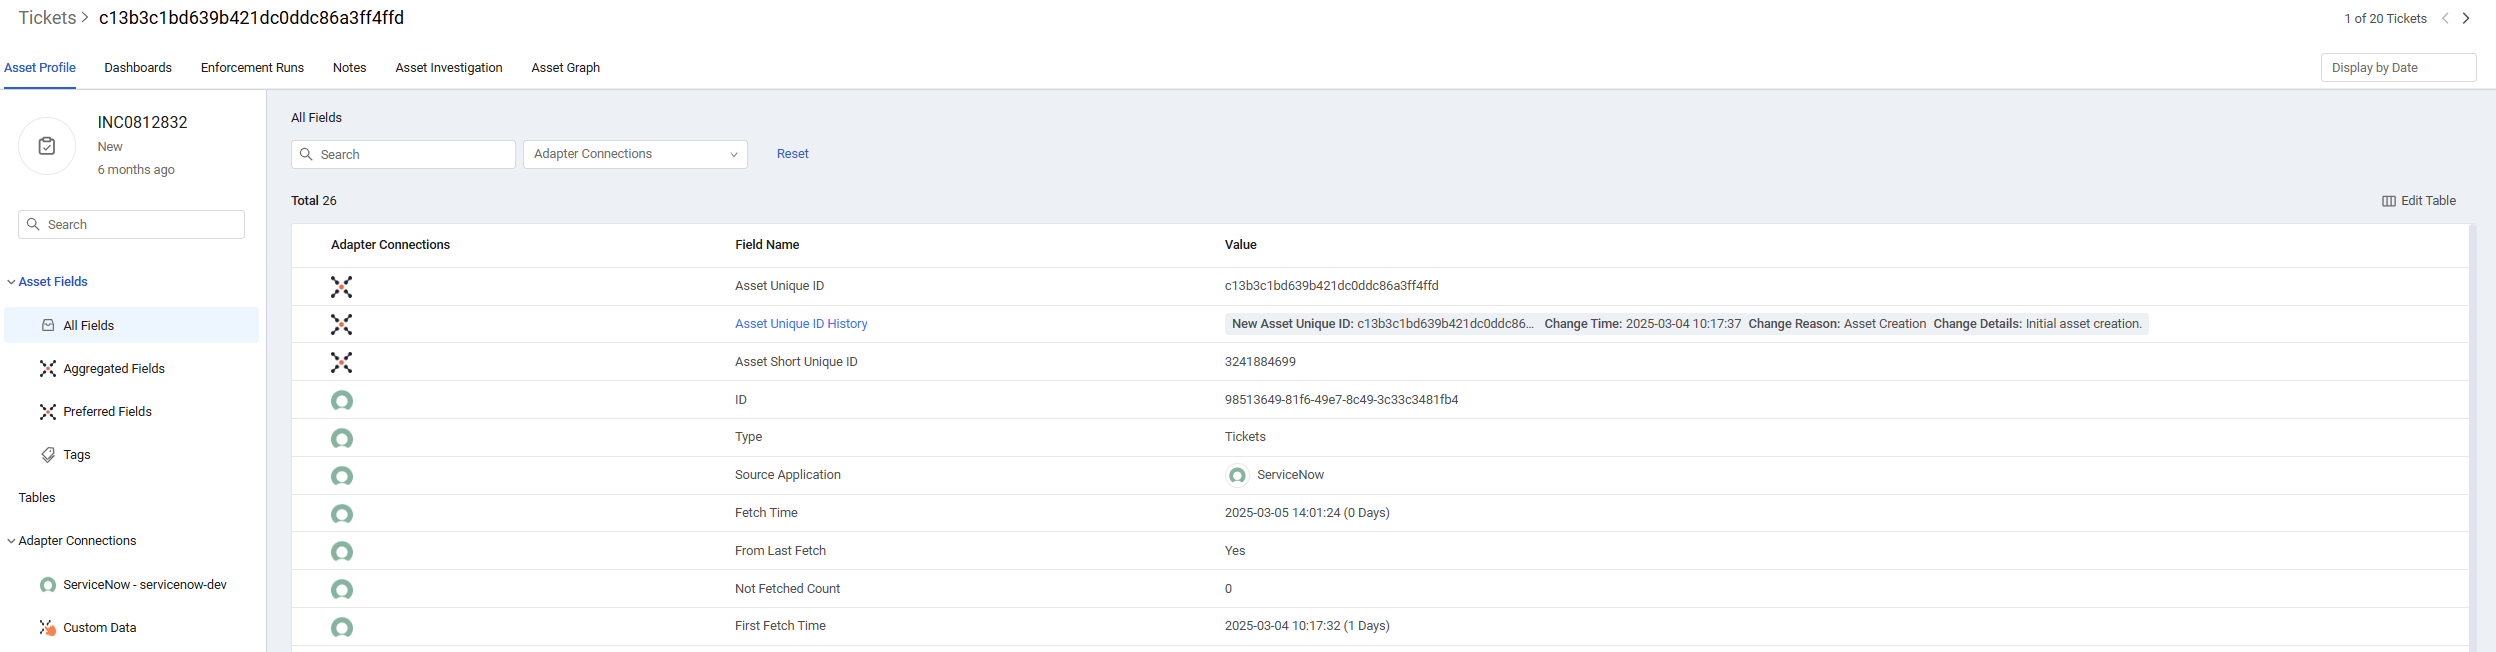 Tickets > c13b3c1bd639b421dc0ddc86a3ff4ffd
1 of 20 Tickets
Asset Profile Dashboards Enforcement Runs Notes Asset Investigation Asset Graph
Display by Date
INC0812832
New
6 months ago
Search
Asset Fields
All Fields
Aggregated Fields
Preferred Fields
Tags
Tables
Adapter Connections
ServiceNow - servicenow-dev
Custom Data
All Fields
Search
Adapter Connections
Reset
Total 26
Edit Table
Adapter Connections Field Name Value
Asset Unique ID c13b3c1bd639b421dc0ddc86a3ff4ffd
Asset Unique ID History New Asset Unique ID: c13b3c1bd639b421dc0ddc86... Change Time: 2025-03-04 10:17:37 Change Reason: Asset Creation Change Details: Initial asset creation.
Asset Short Unique ID 3241884699
ID 98513649-81f6-49e7-8c49-3c33c3481fb4
Type Tickets
Source Application ServiceNow
Fetch Time 2025-03-05 14:01:24 (0 Days)
From Last Fetch Yes
Not Fetched Count 0
First Fetch Time 2025-03-04 10:17:32 (1 Days)